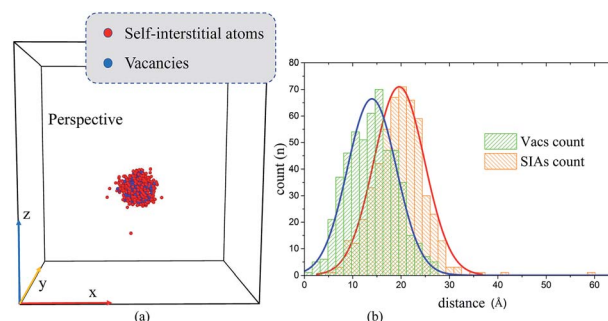 Self-interstitial atoms
Vacancies
Perspective
z
y
x
(a)
(b)
80
70
60
50
40
30
20
10
0
count (n)
Vacs count
SIAs count
0
10
20
30
40
50
60
distance (Å)